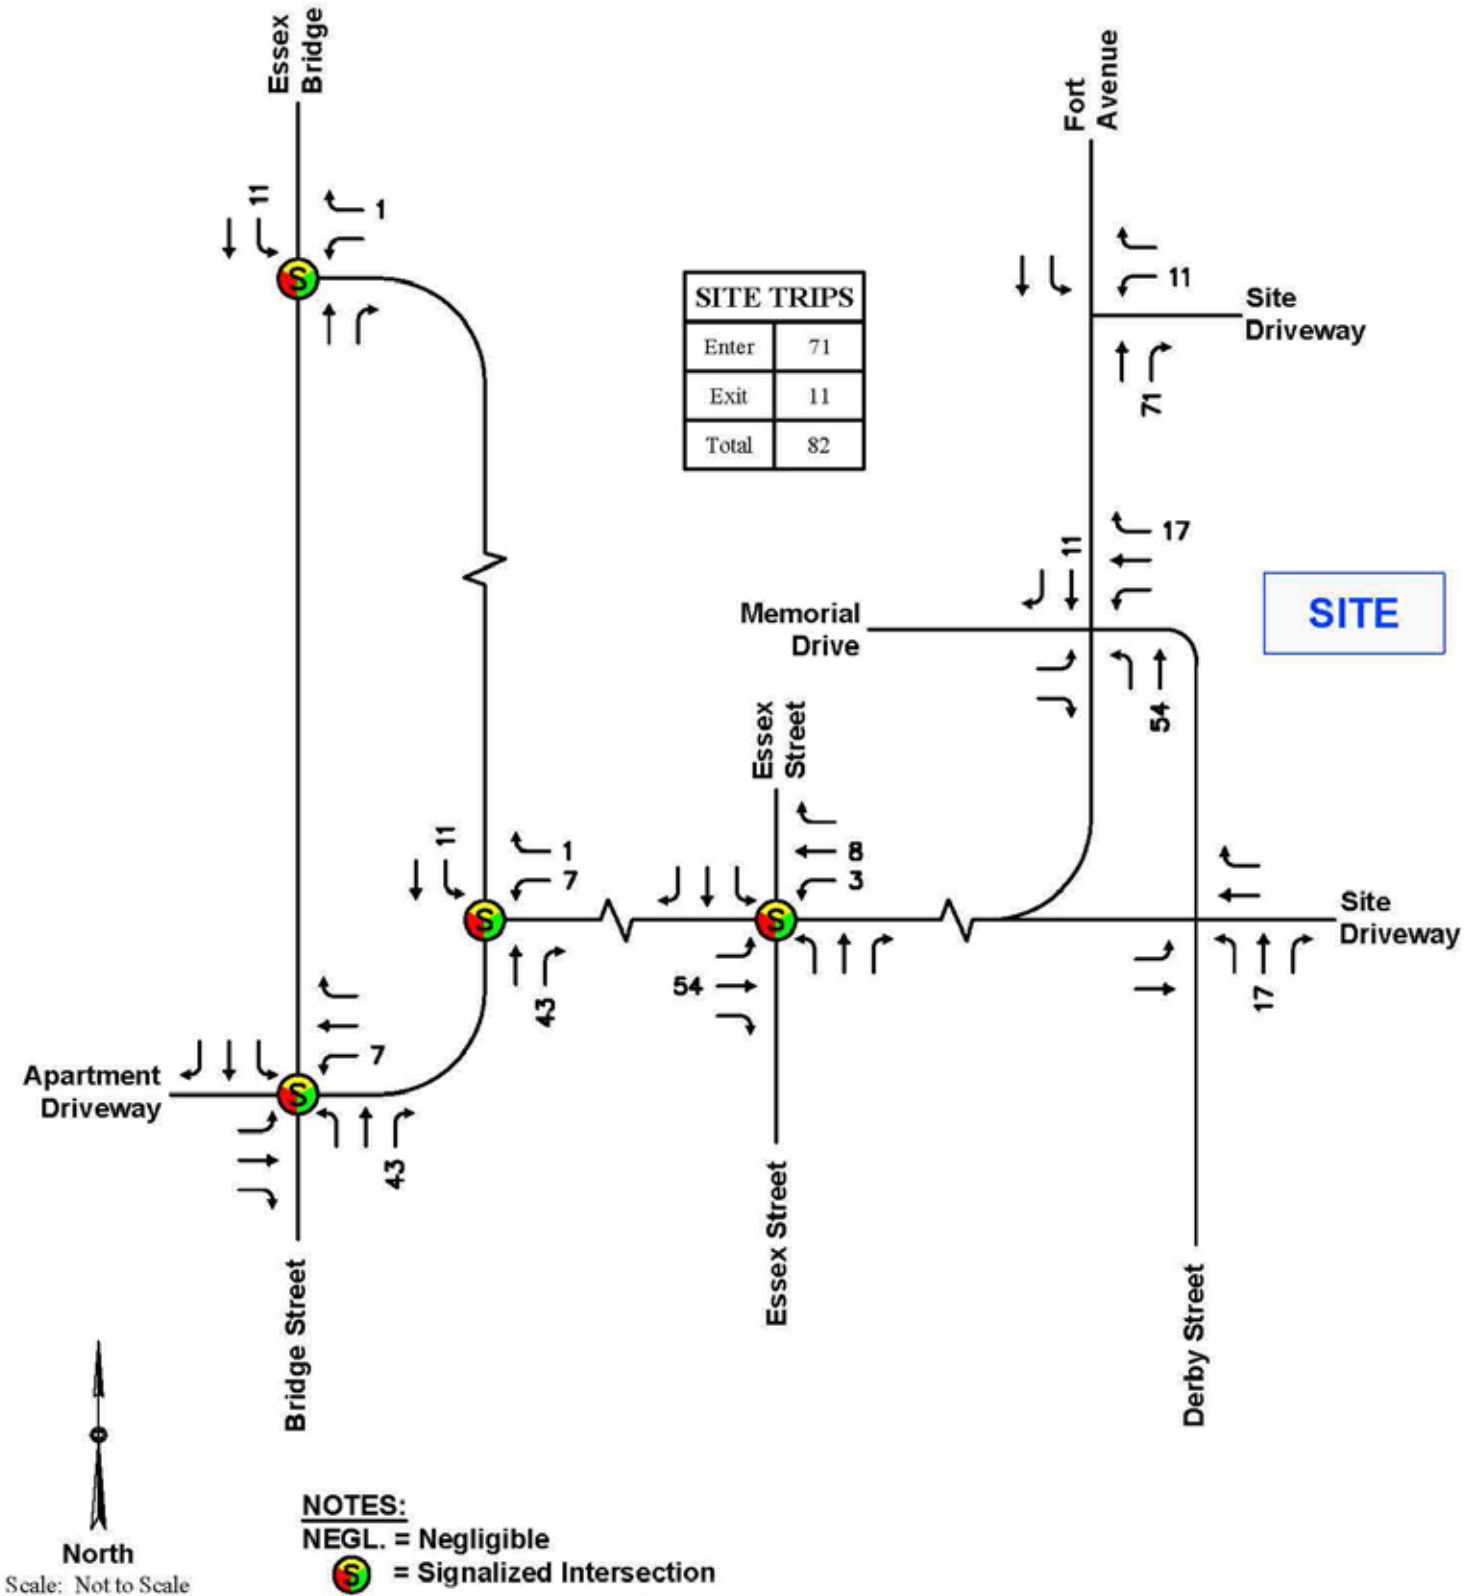 Essex
Bridge
Fort
Avenue
11
1
11
Site
Driveway
71
SITE TRIPS
Enter 71
Exit 11
Total 82
11
17
Memorial
Drive
54
SITE
Essex
Street
11
1
7
43
8
3
54
Site
Driveway
17
Apartment
Driveway
7
43
Bridge Street
Essex Street
Derby Street
S
S
S
S
North
Scale: Not to Scale
NOTES:
NEGL. = Negligible
S = Signalized Intersection